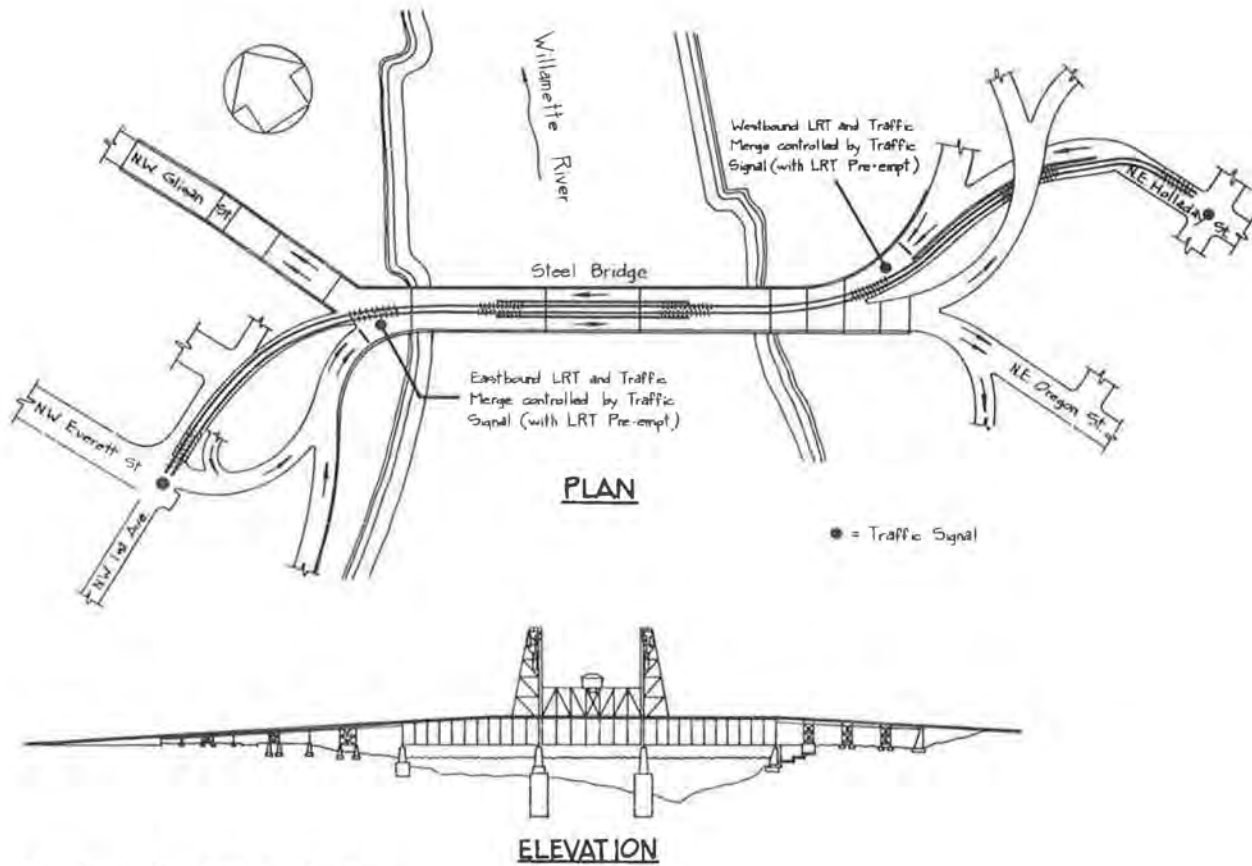 Willamette River
Westbound LRT and Traffic
Merge controlled by Traffic
Signal (with LRT Pre-empt)
N.W. Glisan St.
N.E. Holladay St.
Steel Bridge
Eastbound LRT and Traffic
Merge controlled by Traffic
Signal (with LRT Pre-empt)
N.W. Everett St
N.E. Oregon St.
NW 1st Ave.
PLAN
= Traffic Signal
ELEVATION